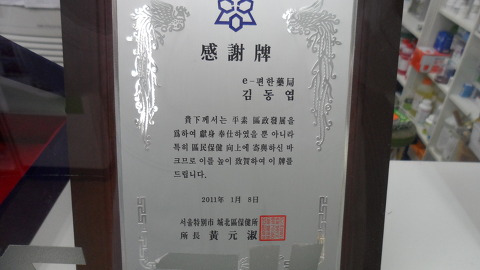 感謝牌
e-편한藥局
김동엽
貴下께서는 平素 區政發展을
爲하여 獻身 奉仕하였을 뿐 아니라
특히 區民保健 向上에 寄與하신 바
크므로 이를 높이 致賀하여 이 牌를
드립니다.
2011年 1月 8日
서울特別市 城北區保健所
所長 黃元淑